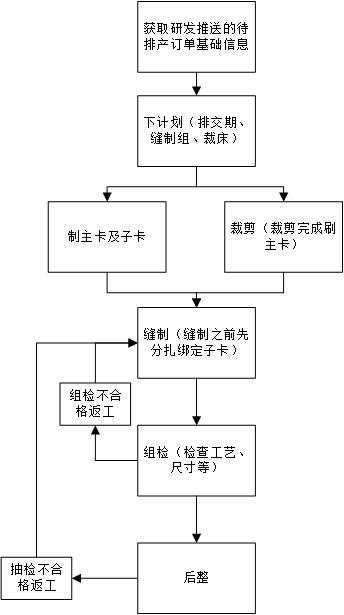 获取研发推送的待
排产订单基础信息
下计划（排交期、
缝制组、裁床）
制主卡及子卡
裁剪（裁剪完成刷
主卡）
缝制（缝制之前先
分扎绑定子卡）
组检不合
格返工
组检（检查工艺、
尺寸等）
抽检不合
格返工
后整